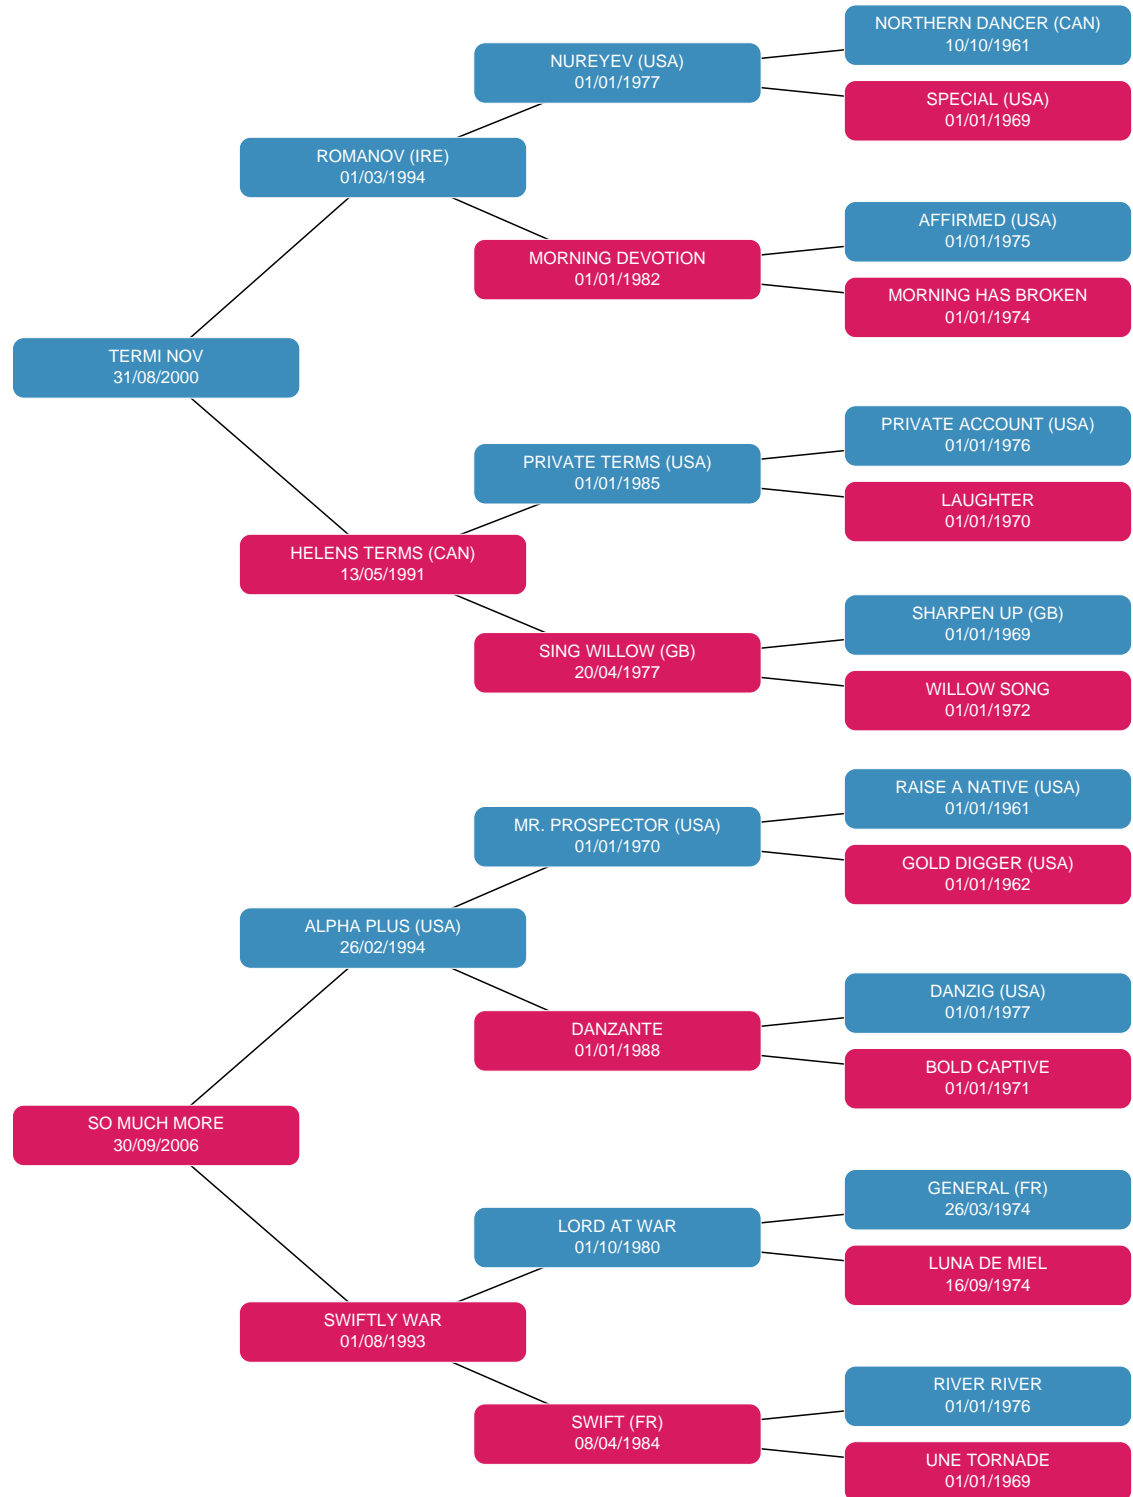 NORTHERN DANCER (CAN)
10/10/1961
NUREYEV (USA)
01/01/1977
SPECIAL (USA)
01/01/1969
ROMANOV (IRE)
01/03/1994
AFFIRMED (USA)
01/01/1975
MORNING DEVOTION
01/01/1982
MORNING HAS BROKEN
01/01/1974
TERMI NOV
31/08/2000
PRIVATE ACCOUNT (USA)
01/01/1976
PRIVATE TERMS (USA)
01/01/1985
LAUGHTER
01/01/1970
HELENS TERMS (CAN)
13/05/1991
SHARPEN UP (GB)
01/01/1969
SING WILLOW (GB)
20/04/1977
WILLOW SONG
01/01/1972
RAISE A NATIVE (USA)
01/01/1961
MR. PROSPECTOR (USA)
01/01/1970
GOLD DIGGER (USA)
01/01/1962
ALPHA PLUS (USA)
26/02/1994
DANZIG (USA)
01/01/1977
DANZANTE
01/01/1988
BOLD CAPTIVE
01/01/1971
SO MUCH MORE
30/09/2006
GENERAL (FR)
26/03/1974
LORD AT WAR
01/10/1980
LUNA DE MIEL
16/09/1974
SWIFTLY WAR
01/08/1993
RIVER RIVER
01/01/1976
SWIFT (FR)
08/04/1984
UNE TORNADE
01/01/1969